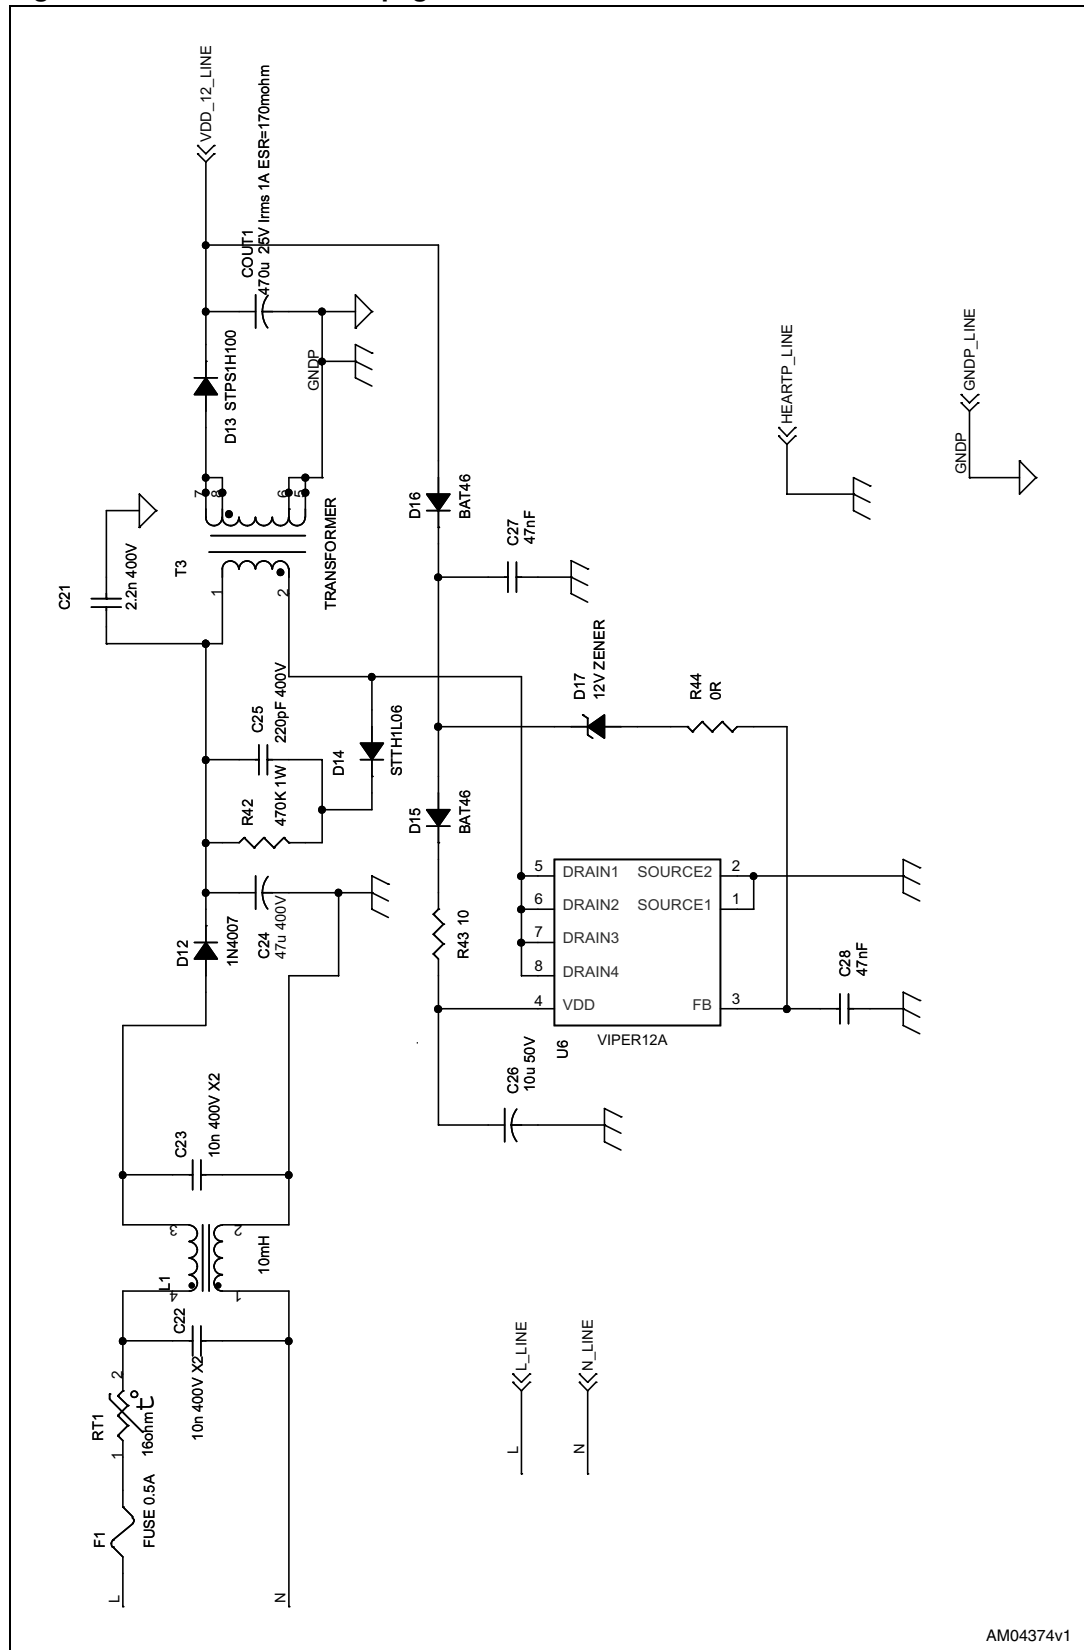 VDD_12_LINE
COUT1
470u 25V Irms 1A ESR=170mohm
D13 STPS1H100
GNDP
7
8
6
5
T3
TRANSFORMER
1
2
C21
2.2n 400V
D16
BAT46
C27
47nF
HEARTP_LINE
GNDP_LINE
GNDP
D17
12V ZENER
R44
0R
C25
220pF 400V
D14
STTH1L06
R42
470K 1W
D15
BAT46
D12
1N4007
C24
47u 400V
R43 10
5
DRAIN1
SOURCE2
2
6
DRAIN2
SOURCE1
1
7
DRAIN3
8
DRAIN4
4
VDD
FB
3
VIPER12A
U6
C28
47nF
C26
10u 50V
C23
10n 400V X2
3
2
L1
10mH
4
1
C22
10n 400V X2
2
RT1
16ohm
t°
1
F1
FUSE 0.5A
L
N
L_LINE
L
N_LINE
N
AM04374v1